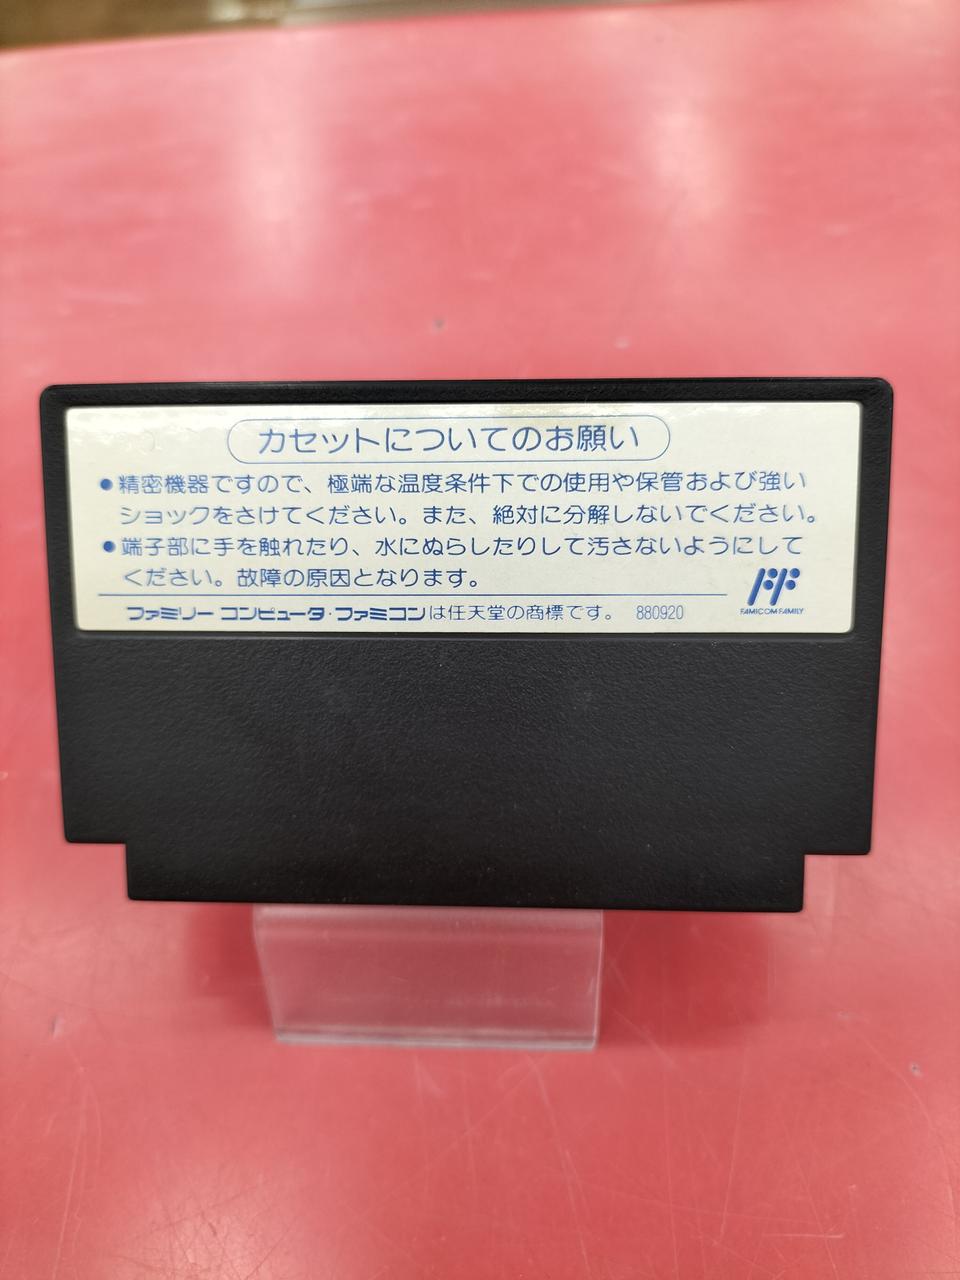 カセットについてのお願い
●精密機器ですので、極端な温度条件下での使用や保管および強い
ショックをさけてください。また、絶対に分解しないでください。
●端子部に手を触れたり、水にぬらしたりして汚さないようにして
ください。故障の原因となります。
ファミリー コンピュータ・ファミコンは任天堂の商標です。 880920
FAMICOM FAMILY